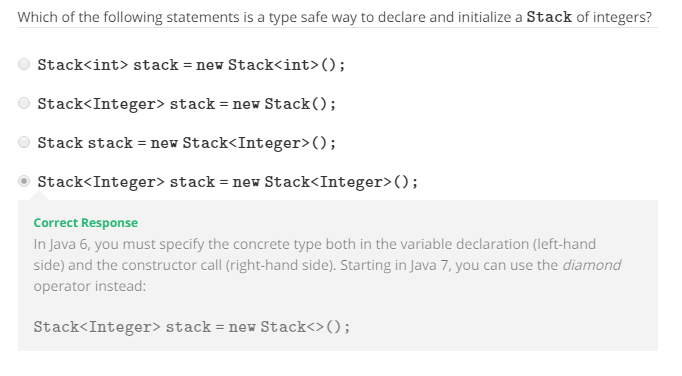 Which of the following statements is a type safe way to declare and initialize a Stack of integers?
Stack<int> stack = new Stack<int>();
Stack<Integer> stack = new Stack();
Stack stack = new Stack<Integer>();
Stack<Integer> stack = new Stack<Integer>();
Correct Response
In Java 6, you must specify the concrete type both in the variable declaration (left-hand
side) and the constructor call (right-hand side). Starting in Java 7, you can use the diamond
operator instead:
Stack<Integer> stack = new Stack<>();